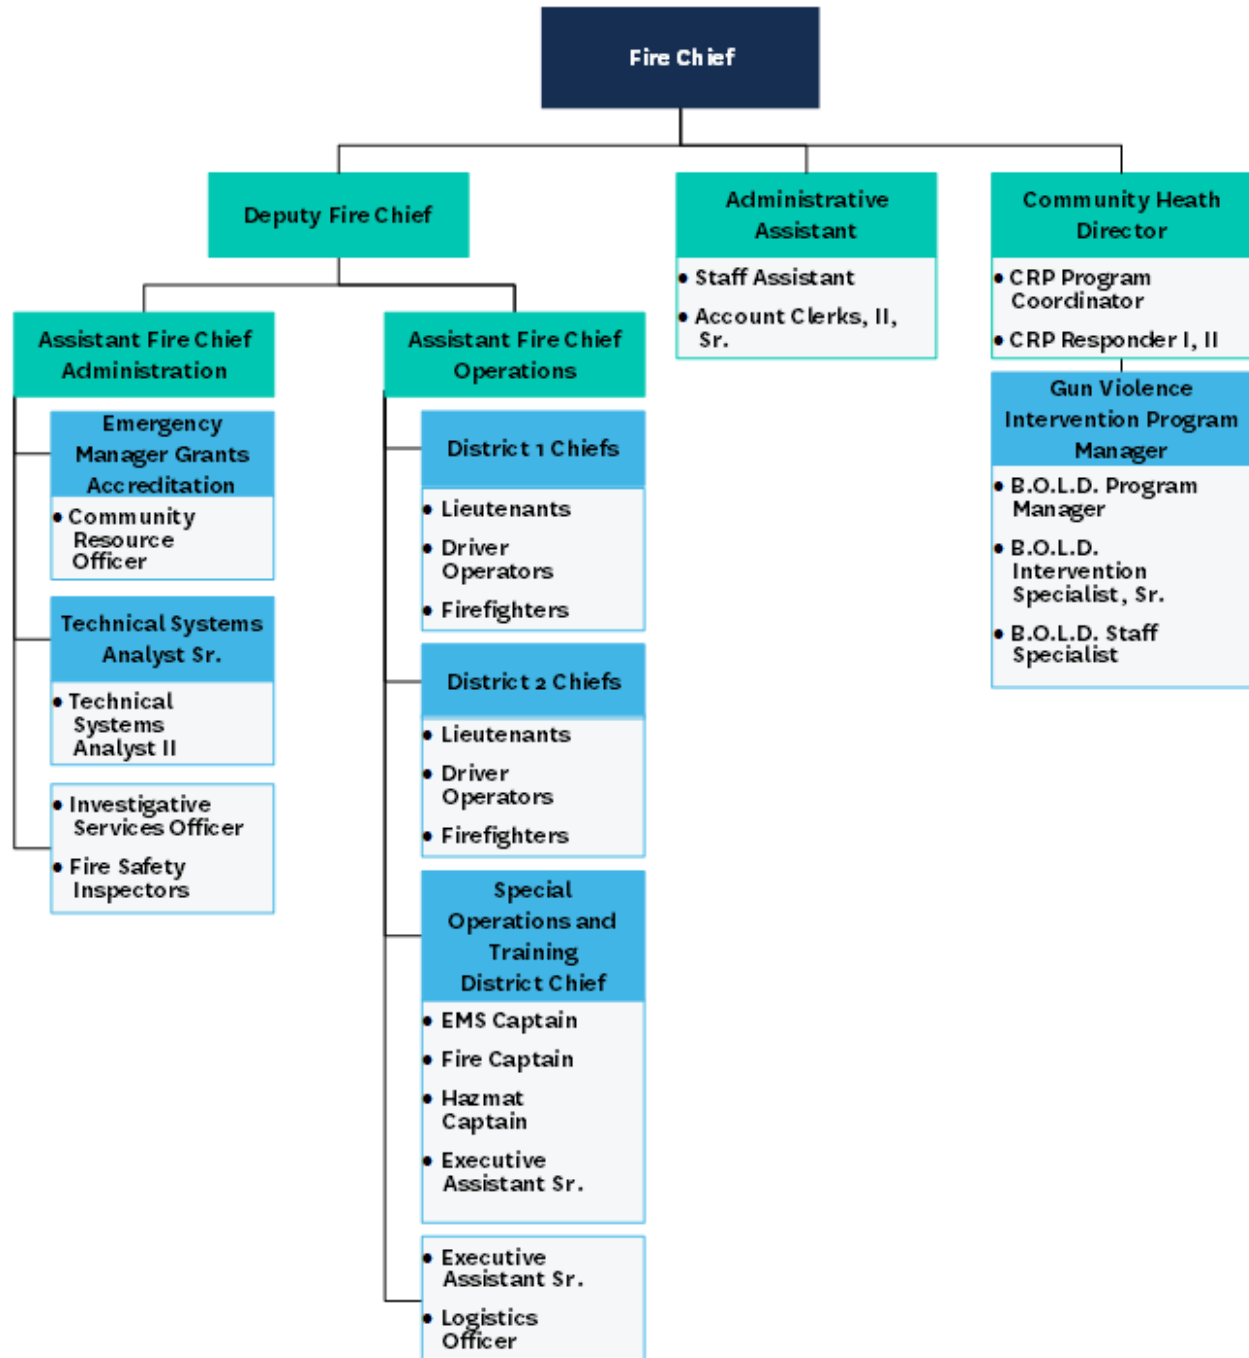 Fire Chief
Deputy Fire Chief
Administrative
Assistant
• Staff Assistant
• Account Clerks, II,
Sr.
Community Heath
Director
• CRP Program
Coordinator
• CRP Responder I, II
Gun Violence
Intervention Program
Manager
• B.O.L.D. Program
Manager
• B.O.L.D.
Intervention
Specialist, Sr.
• B.O.L.D. Staff
Specialist
Assistant Fire Chief
Administration
Emergency
Manager Grants
Accreditation
• Community
Resource
Officer
Technical Systems
Analyst Sr.
• Technical
Systems
Analyst II
• Investigative
Services Officer
• Fire Safety
Inspectors
Assistant Fire Chief
Operations
District 1 Chiefs
• Lieutenants
• Driver
Operators
• Firefighters
District 2 Chiefs
• Lieutenants
• Driver
Operators
• Firefighters
Special
Operations and
Training
District Chief
• EMS Captain
• Fire Captain
• Hazmat
Captain
• Executive
Assistant Sr.
• Executive
Assistant Sr.
• Logistics
Officer